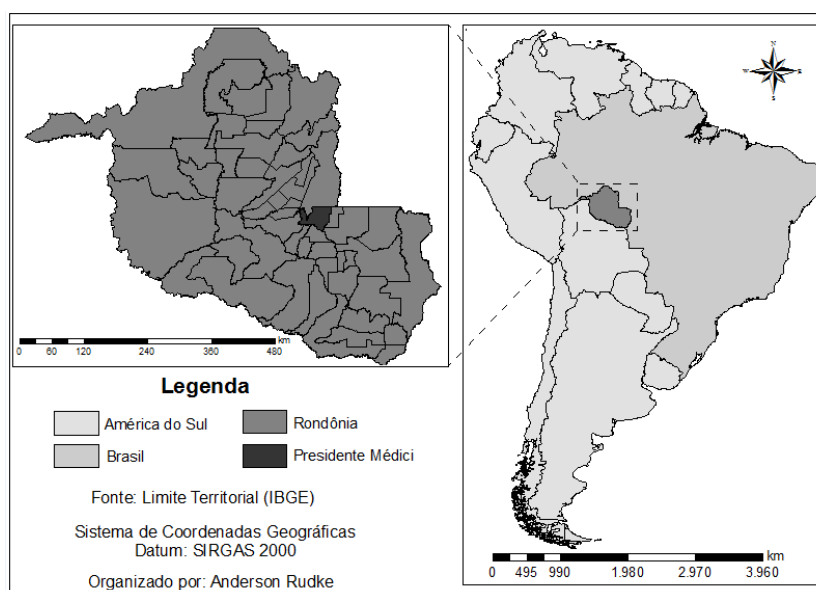 km
0 60 120 240 360 480
Legenda
América do Sul
Rondônia
Brasil
Presidente Médici
Fonte: Limite Territorial (IBGE)
Sistema de Coordenadas Geográficas
Datum: SIRGAS 2000
Organizado por: Anderson Rudke
N
W
E
S
km
0 495 990 1.980 2.970 3.960